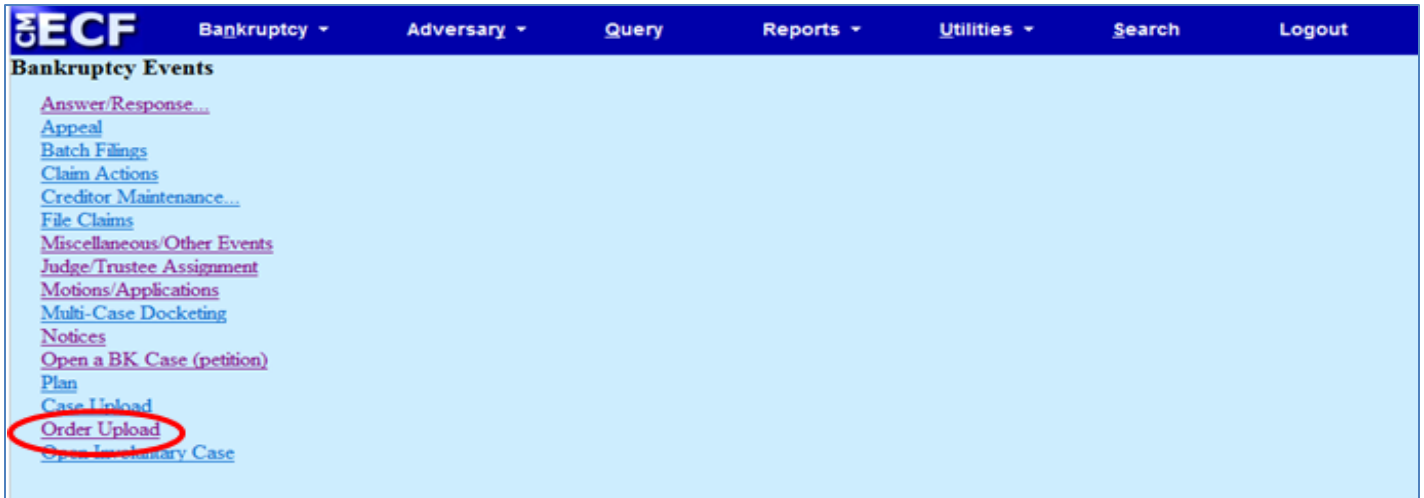 CM ECF Bankruptcy Adversary Query Reports Utilities Search Logout
Bankruptcy Events
Answer/Response...
Appeal
Batch Filings
Claim Actions
Creditor Maintenance...
File Claims
Miscellaneous/Other Events
Judge/Trustee Assignment
Motions/Applications
Multi-Case Docketing
Notices
Open a BK Case (petition)
Plan
Case Upload
Order Upload
Open Involuntary Case